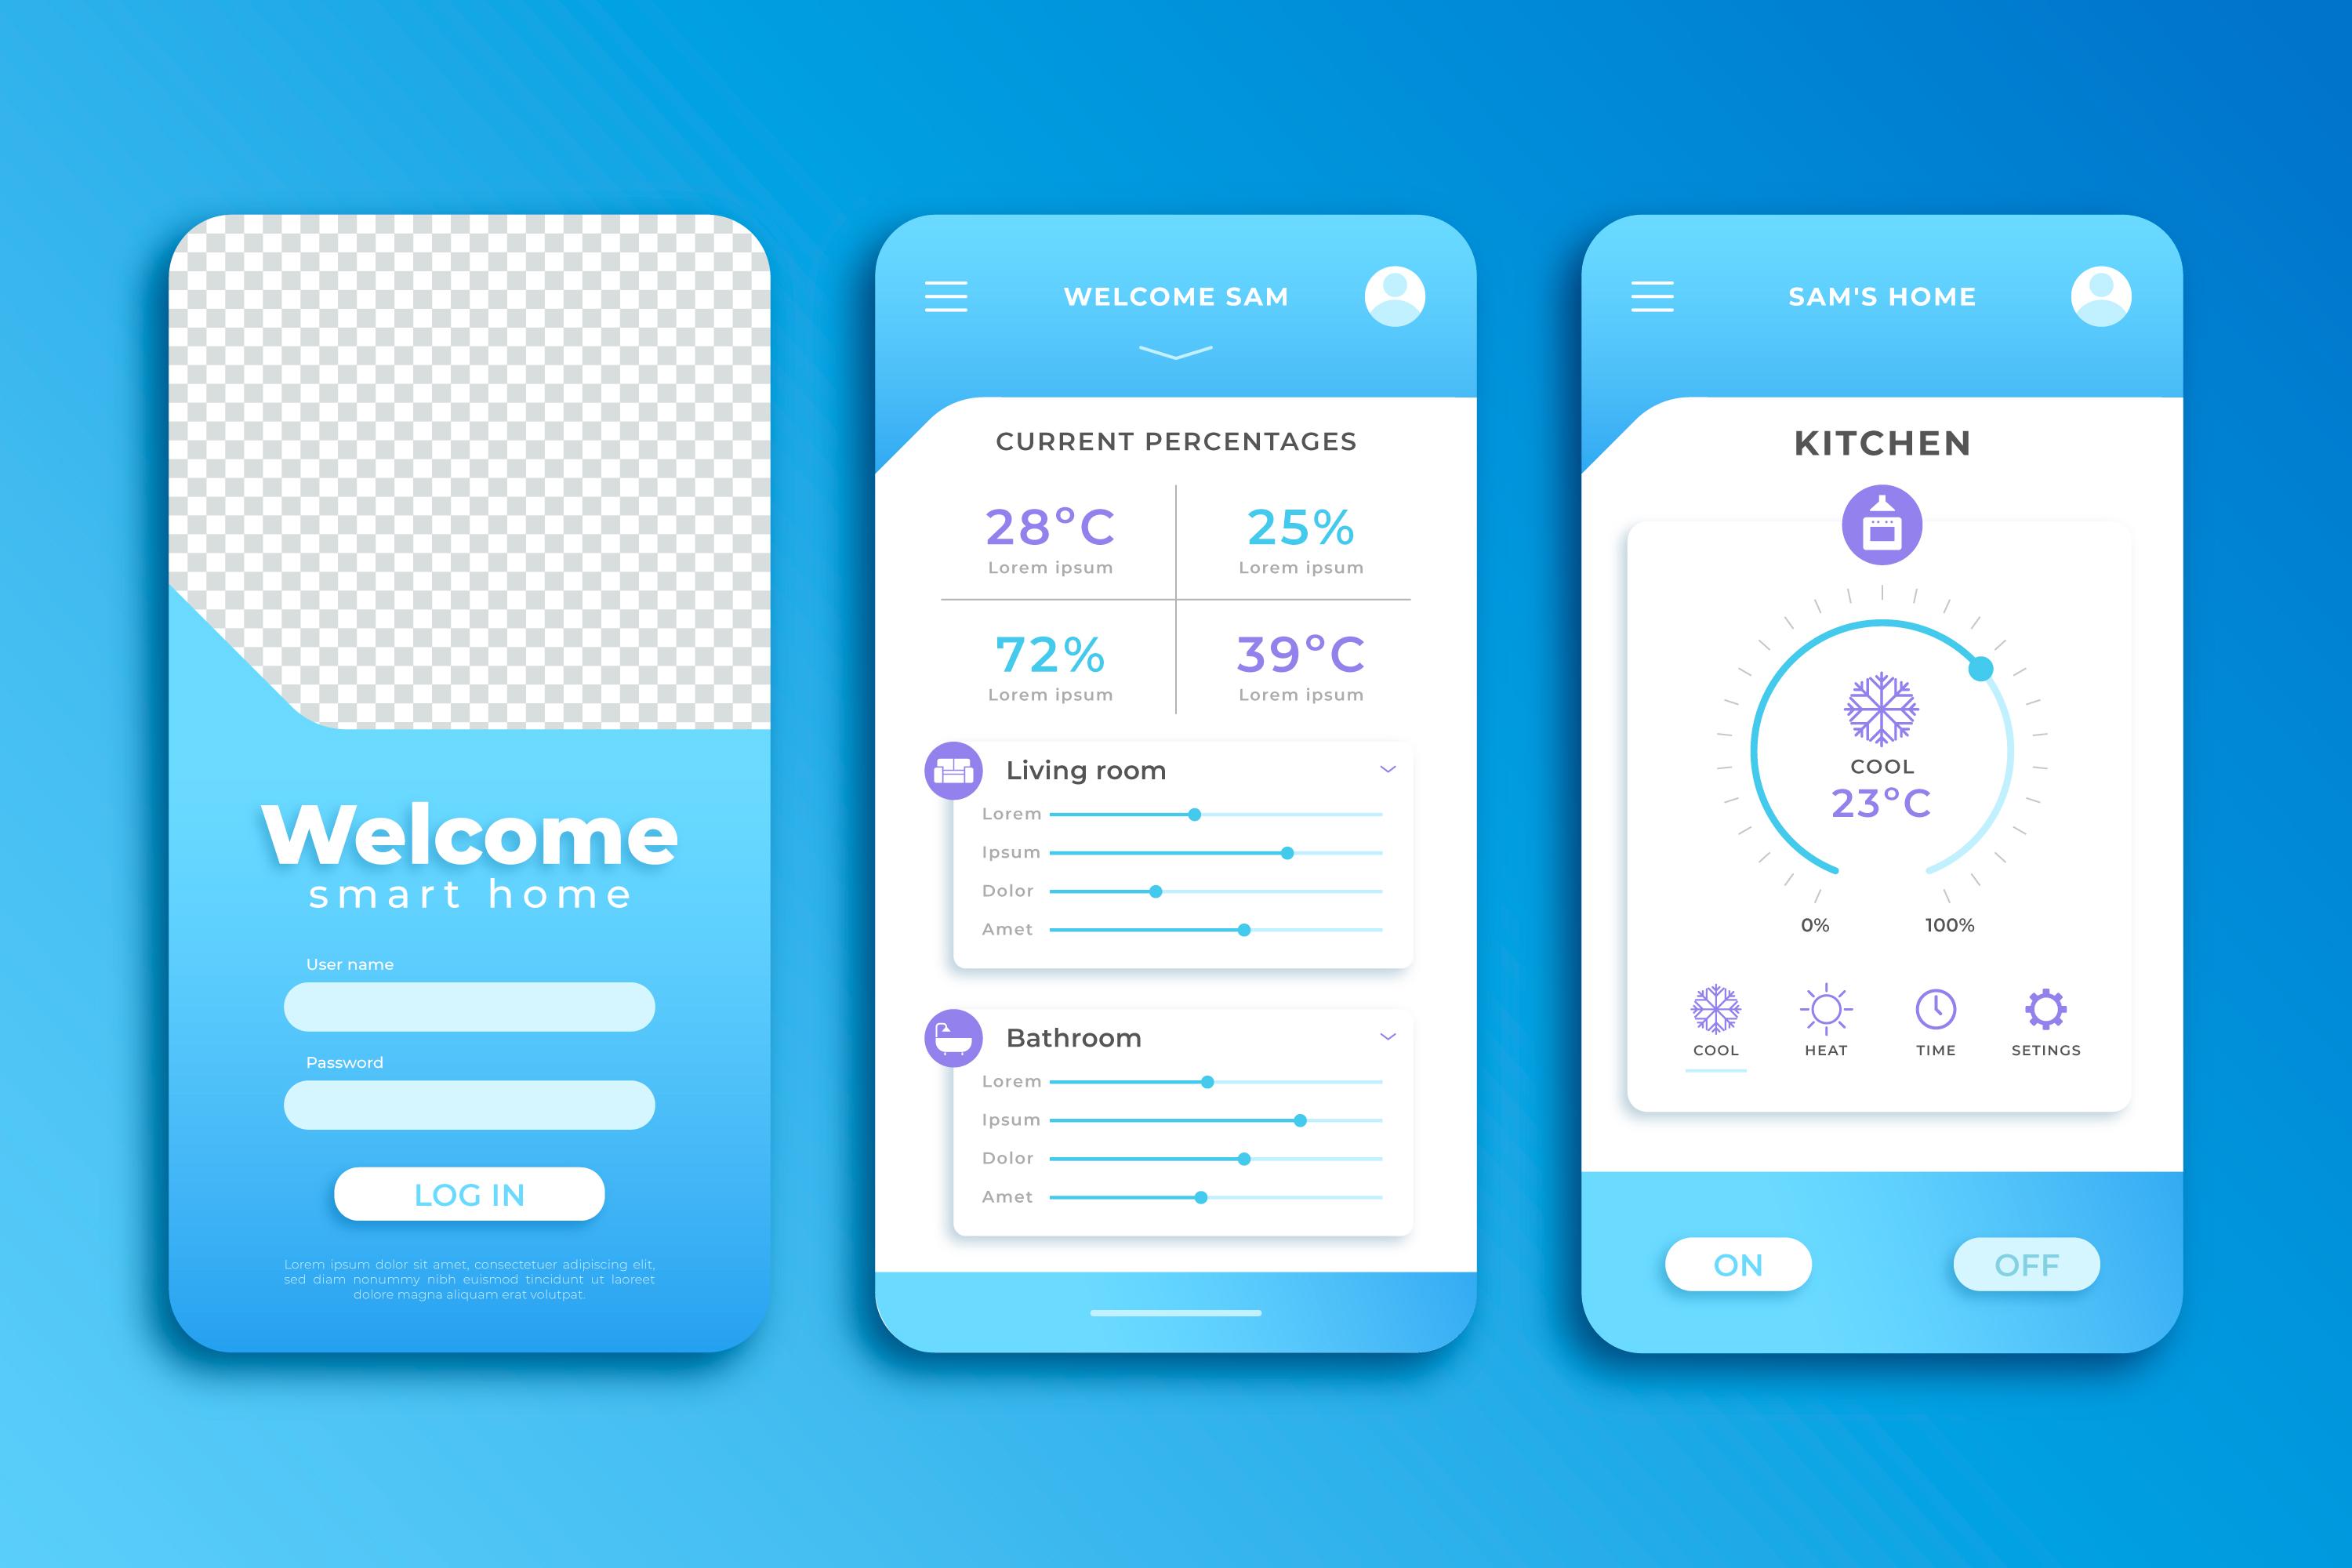 Welcome
smart home
User name
Password
LOG IN
Lorem ipsum dolor sit amet, consectetuer adipiscing elit,
sed diam nonummy nibh euismod tincidunt ut laoreet
dolore magna aliquam erat volutpat.
WELCOME SAM
CURRENT PERCENTAGES
28°C 25%
Lorem ipsum Lorem ipsum
72% 39°C
Lorem ipsum Lorem ipsum
Living room
Lorem
Ipsum
Dolor
Amet
Bathroom
Lorem
Ipsum
Dolor
Amet
SAM'S HOME
KITCHEN
COOL
23°C
0% 100%
COOL HEAT TIME SETINGS
ON OFF